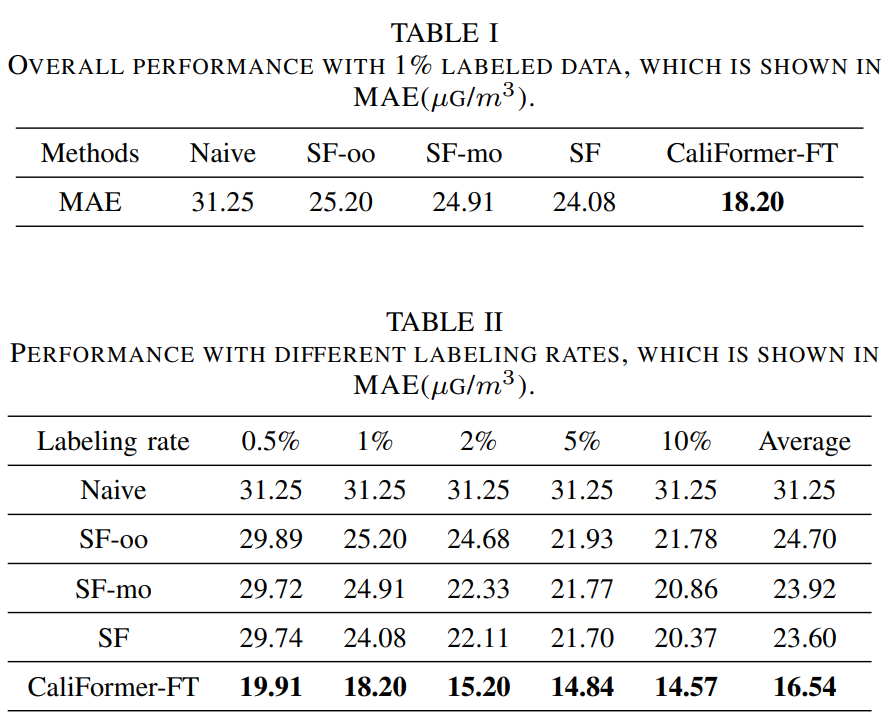 TABLE I
OVERALL PERFORMANCE WITH 1% LABELED DATA, WHICH IS SHOWN IN
MAE(μG/m³).
Methods Naive SF-oo SF-mo SF CaliFormer-FT
MAE 31.25 25.20 24.91 24.08 18.20
TABLE II
PERFORMANCE WITH DIFFERENT LABELING RATES, WHICH IS SHOWN IN
MAE(μG/m³).
Labeling rate 0.5% 1% 2% 5% 10% Average
Naive 31.25 31.25 31.25 31.25 31.25 31.25
SF-oo 29.89 25.20 24.68 21.93 21.78 24.70
SF-mo 29.72 24.91 22.33 21.77 20.86 23.92
SF 29.74 24.08 22.11 21.70 20.37 23.60
CaliFormer-FT 19.91 18.20 15.20 14.84 14.57 16.54